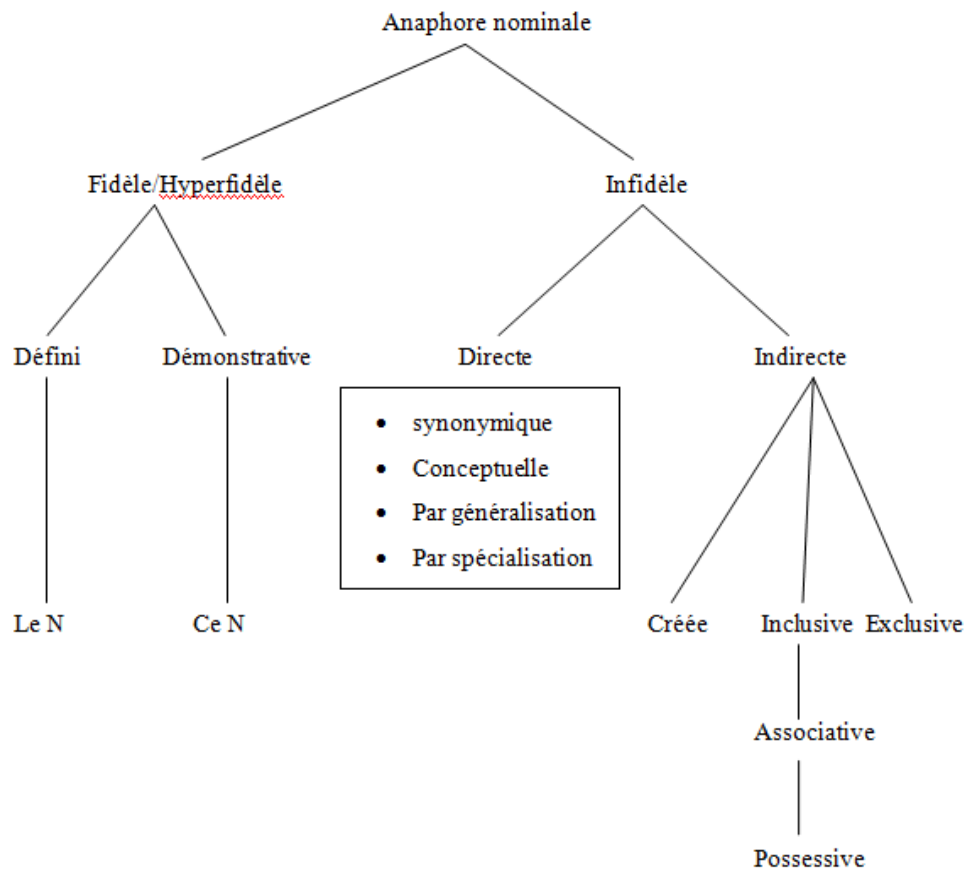 Anaphore nominale
Fidèle/Hyperfidèle
Infidèle
Défini
Démonstrative
Directe
Indirecte
• synonymique
• Conceptuelle
• Par généralisation
• Par spécialisation
Le N
Ce N
Créée
Inclusive
Exclusive
Associative
Possessive